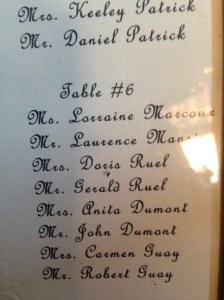 Mrs. Keeley Patrick
Mr. Daniel Patrick
Table #6
Ms. Lorraine Marcoux
Mr. Laurence
Mrs. Doris Ruel
Mr. Gerald Ruel
Mrs. Anita Dumont
Mr. John Dumont
Mrs. Carmen Guay
Mr. Robert Guay